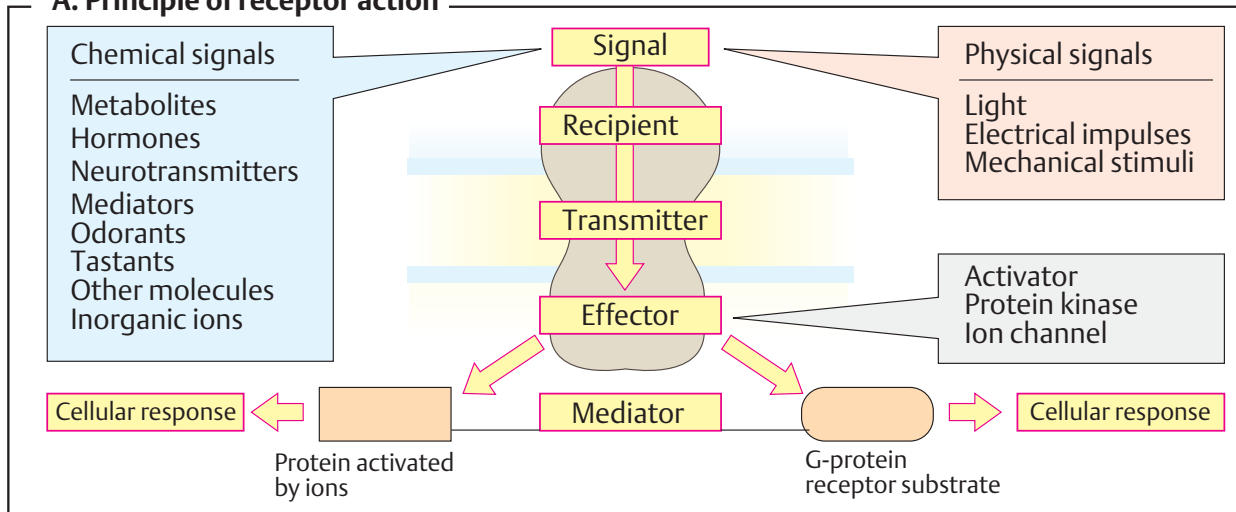 A. Principle of receptor action
Chemical signals
Metabolites
Hormones
Neurotransmitters
Mediators
Odorants
Tastants
Other molecules
Inorganic ions
Signal
Recipient
Transmitter
Effector
Physical signals
Light
Electrical impulses
Mechanical stimuli
Activator
Protein kinase
Ion channel
Cellular response
Mediator
Cellular response
Protein activated
by ions
G-protein
receptor substrate